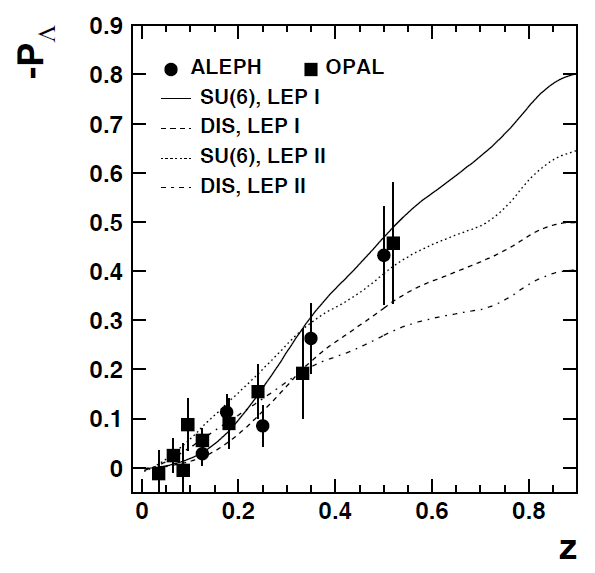 -P_Λ
0.9
0.8
0.7
0.6
0.5
0.4
0.3
0.2
0.1
0
ALEPH OPAL
SU(6), LEP I
DIS, LEP I
SU(6), LEP II
DIS, LEP II
0 0.2 0.4 0.6 0.8
z